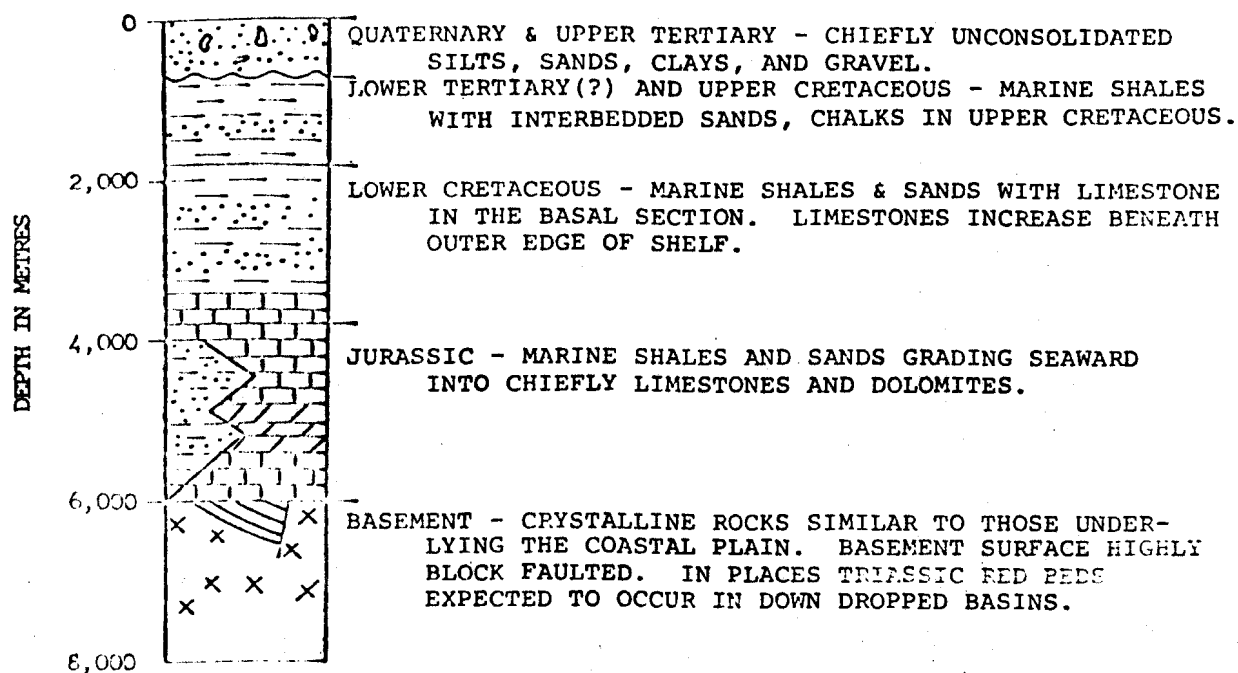 0
QUATERNARY & UPPER TERTIARY - CHIEFLY UNCONSOLIDATED
SILTS, SANDS, CLAYS, AND GRAVEL.
LOWER TERTIARY(?) AND UPPER CRETACEOUS - MARINE SHALES
WITH INTERBEDDED SANDS, CHALKS IN UPPER CRETACEOUS.
2,000
LOWER CRETACEOUS - MARINE SHALES & SANDS WITH LIMESTONE
IN THE BASAL SECTION. LIMESTONES INCREASE BENEATH
OUTER EDGE OF SHELF.
DEPTH IN METRES
4,000
JURASSIC - MARINE SHALES AND SANDS GRADING SEAWARD
INTO CHIEFLY LIMESTONES AND DOLOMITES.
6,000
BASEMENT - CRYSTALLINE ROCKS SIMILAR TO THOSE UNDER-
LYING THE COASTAL PLAIN. BASEMENT SURFACE HIGHLY
BLOCK FAULTED. IN PLACES TRIASSIC RED BEDS
EXPECTED TO OCCUR IN DOWN DROPPED BASINS.
8,000